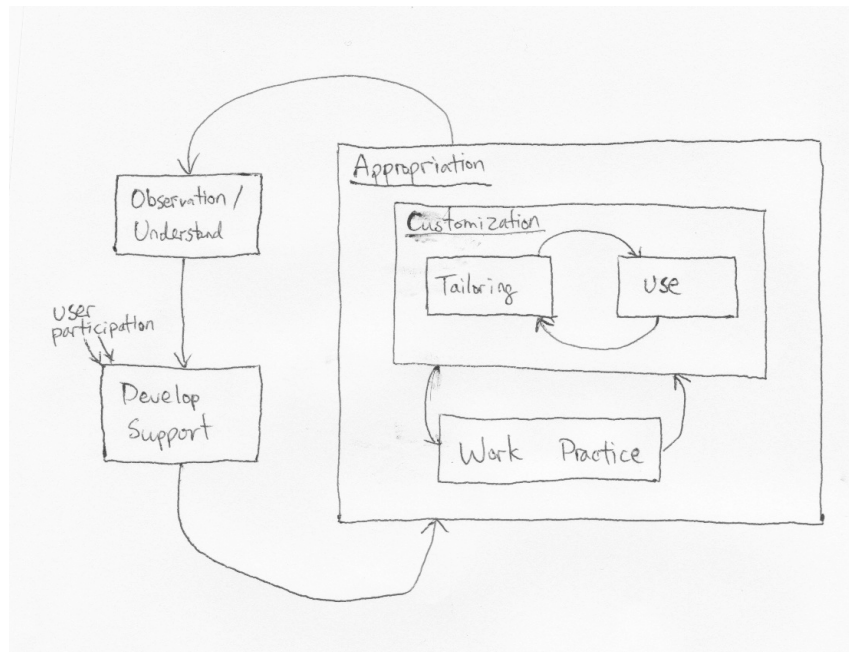 Appropriation
Observation /
Understand
Customization
Tailoring
Use
user
participation
Develop
Support
Work Practice